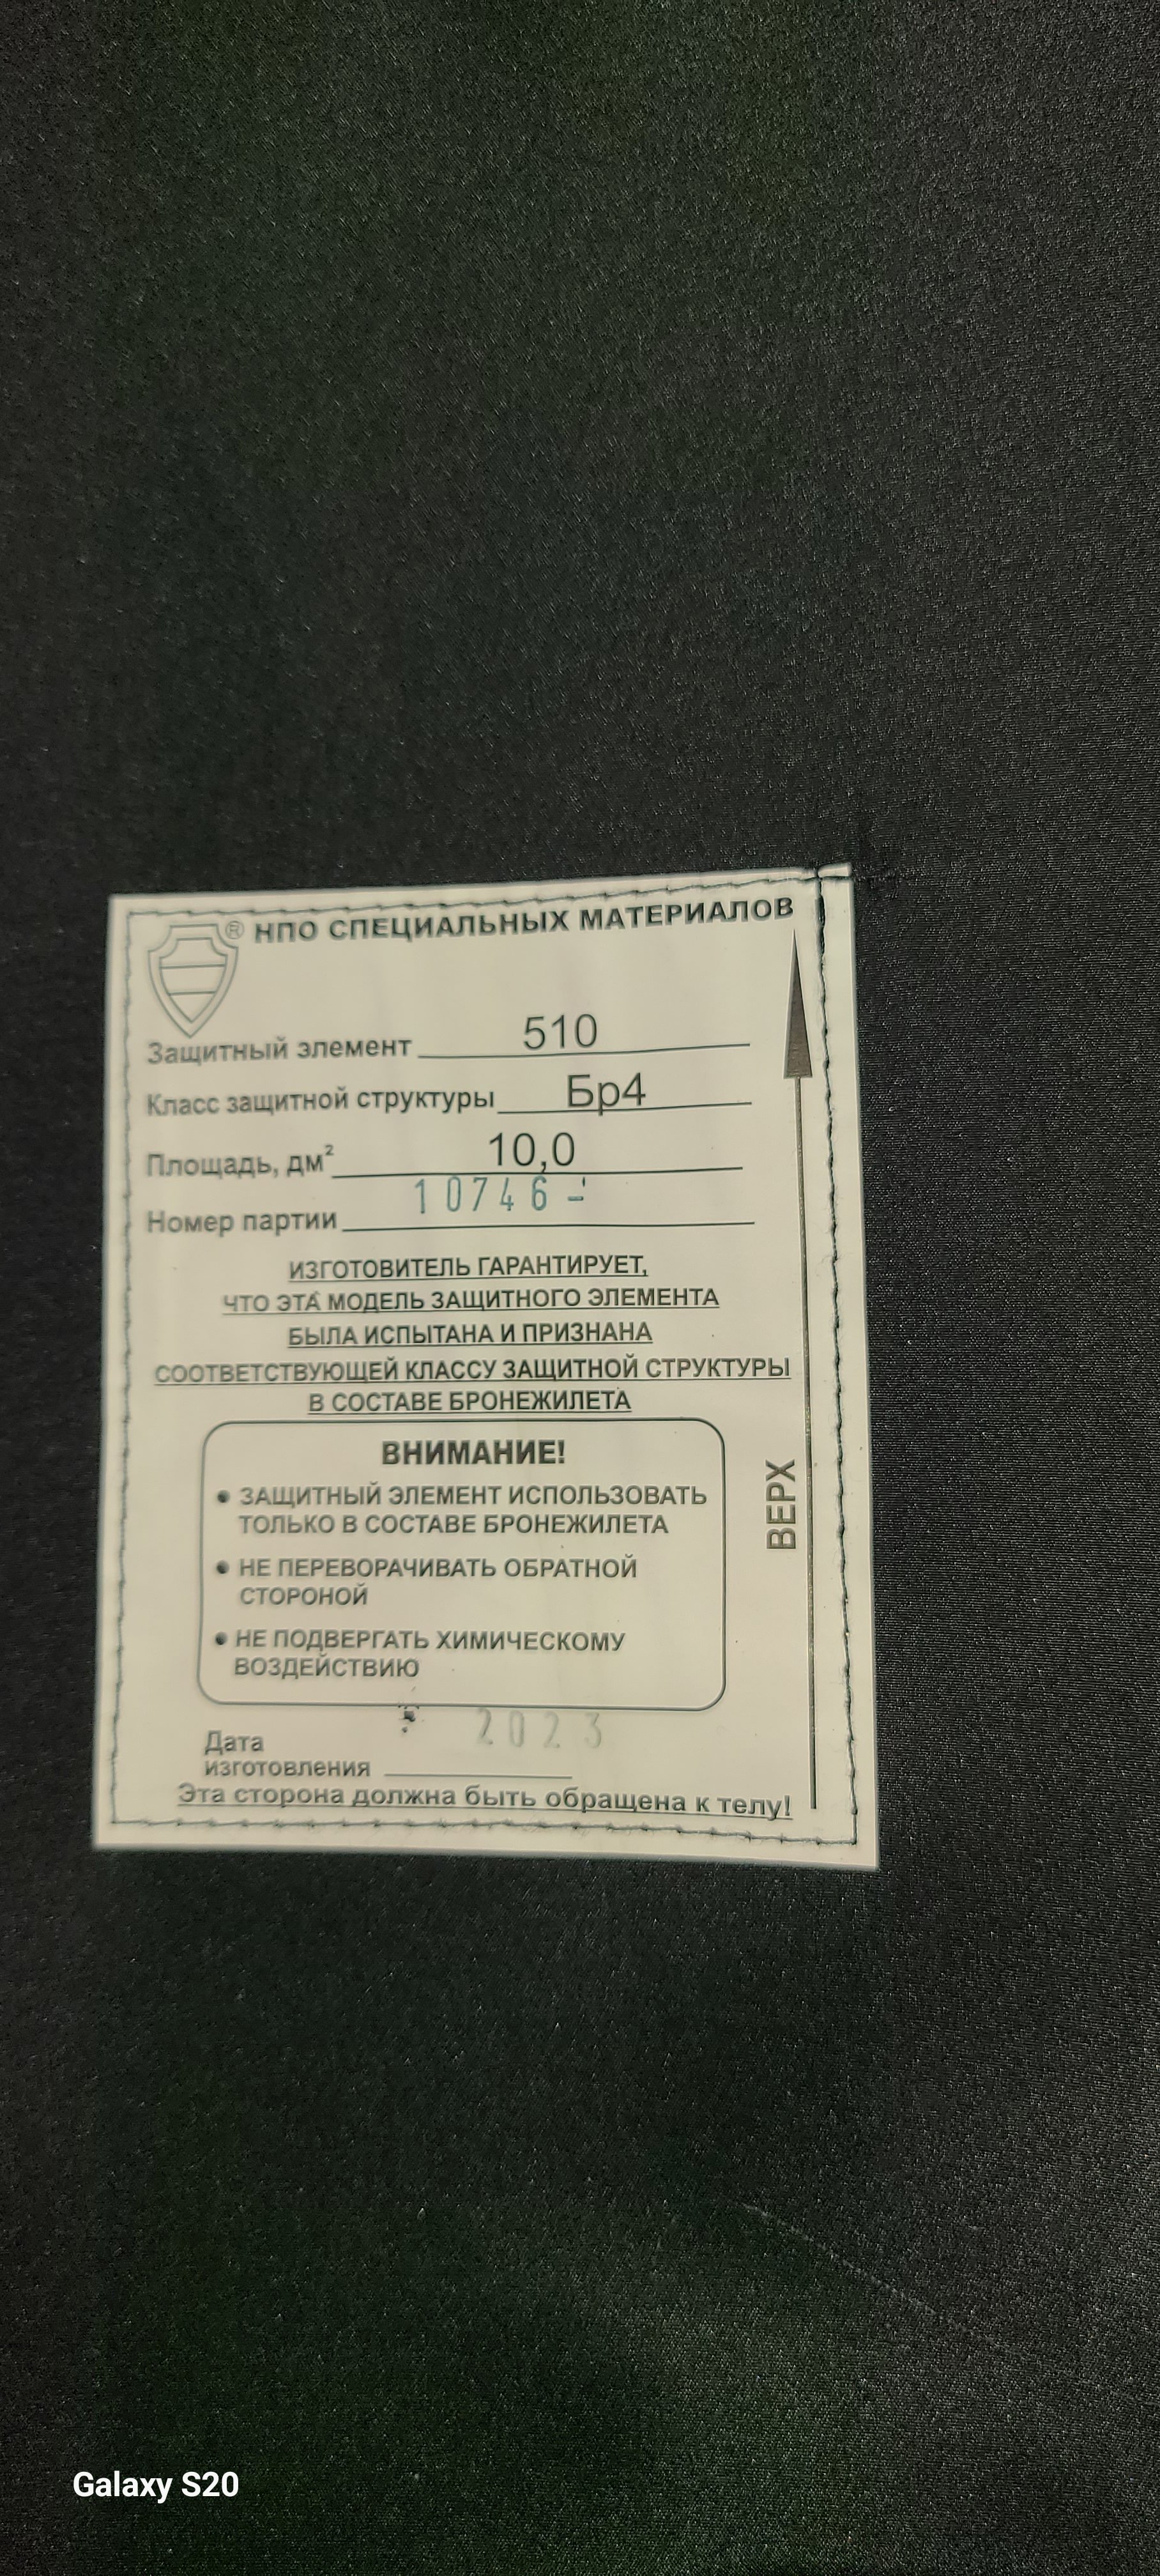 ® НПО СПЕЦИАЛЬНЫХ МАТЕРИАЛОВ
Защитный элемент 510
Класс защитной структуры Бр4
Площадь, дм² 10,0
Номер партии 10746 -
ИЗГОТОВИТЕЛЬ ГАРАНТИРУЕТ,
ЧТО ЭТА МОДЕЛЬ ЗАЩИТНОГО ЭЛЕМЕНТА
БЫЛА ИСПЫТАНА И ПРИЗНАНА
СООТВЕТСТВУЮЩЕЙ КЛАССУ ЗАЩИТНОЙ СТРУКТУРЫ
В СОСТАВЕ БРОНЕЖИЛЕТА
ВНИМАНИЕ!
• ЗАЩИТНЫЙ ЭЛЕМЕНТ ИСПОЛЬЗОВАТЬ
ТОЛЬКО В СОСТАВЕ БРОНЕЖИЛЕТА
• НЕ ПЕРЕВОРАЧИВАТЬ ОБРАТНОЙ
СТОРОНОЙ
• НЕ ПОДВЕРГАТЬ ХИМИЧЕСКОМУ
ВОЗДЕЙСТВИЮ
ВЕРХ
2023
Дата
изготовления
Эта сторона должна быть обращена к телу!
Galaxy S20